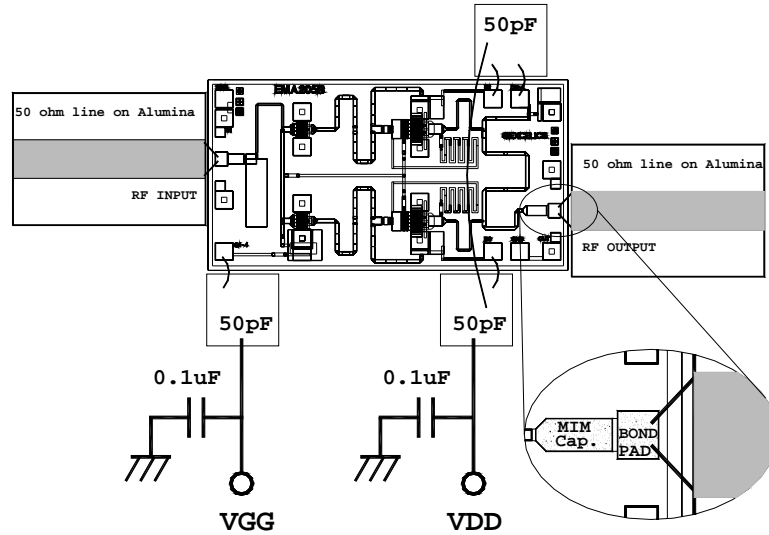 50pF
50 ohm line on Alumina
RF INPUT
50 ohm line on Alumina
RF OUTPUT
50pF
50pF
0.1uF
0.1uF
MIM
Cap.
BOND
PAD
VGG
VDD